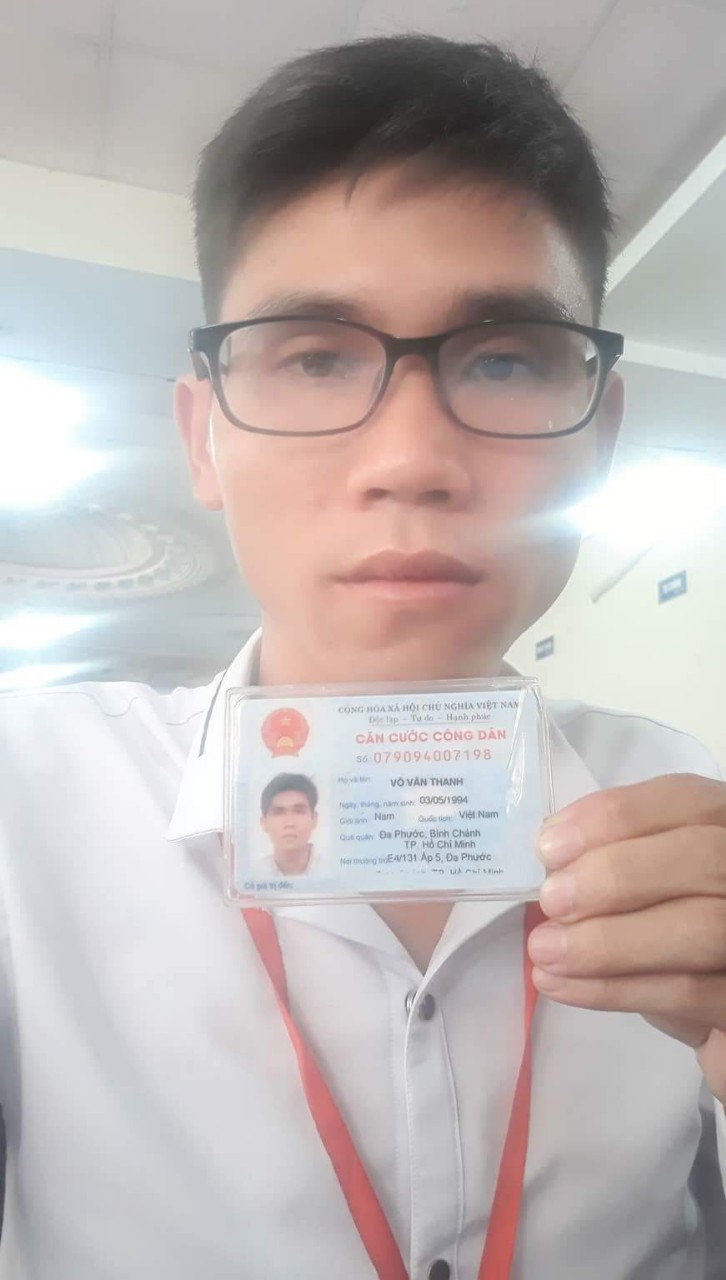 CỘNG HÒA XÃ HỘI CHỦ NGHĨA VIỆT NAM
Độc lập - Tự do - Hạnh phúc
CĂN CƯỚC CÔNG DÂN
Số: 079094007198
Họ và tên: VÕ VĂN THANH
Ngày, tháng, năm sinh: 03/05/1994
Giới tính: Nam Quốc tịch: Việt Nam
Quê quán: Đa Phước, Bình Chánh
TP. Hồ Chí Minh
Nơi thường trú: E4/131 Ấp 5, Đa Phước
TP. Hồ Chí Minh
Có giá trị đến: